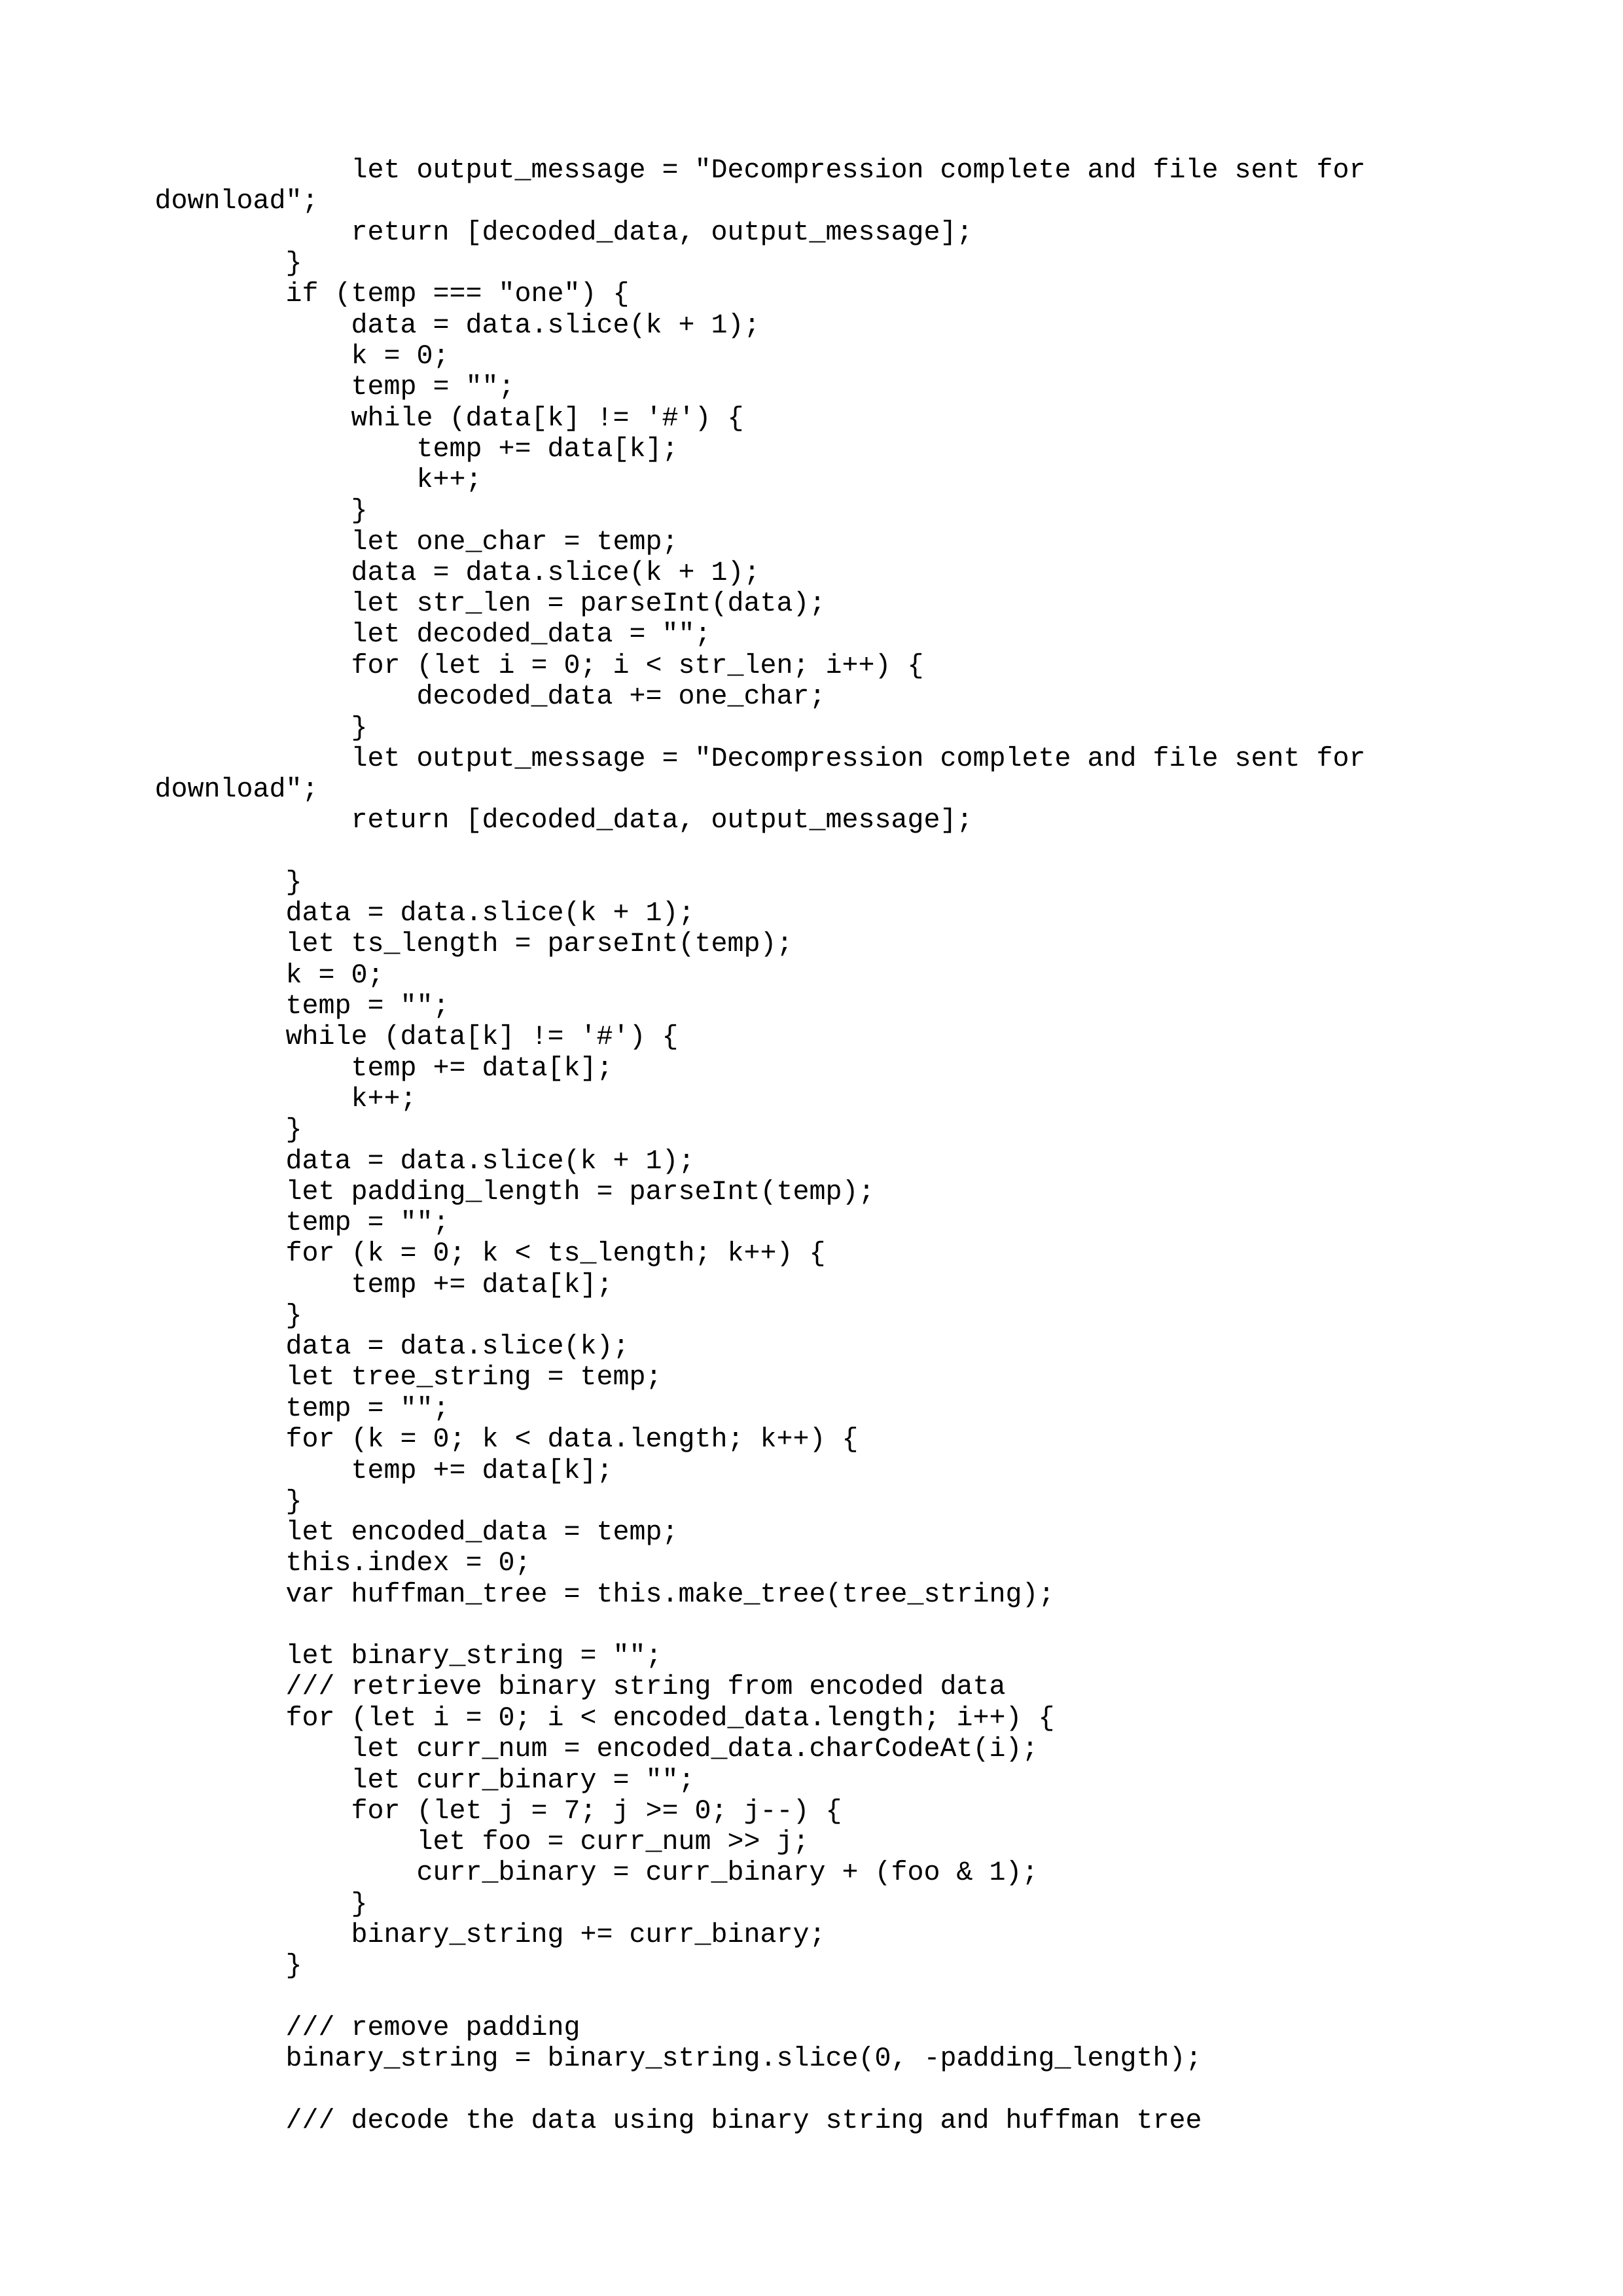 let output_message = "Decompression complete and file sent for
download";
            return [decoded_data, output_message];
        }
        if (temp === "one") {
            data = data.slice(k + 1);
            k = 0;
            temp = "";
            while (data[k] != '#') {
                temp += data[k];
                k++;
            }
            let one_char = temp;
            data = data.slice(k + 1);
            let str_len = parseInt(data);
            let decoded_data = "";
            for (let i = 0; i < str_len; i++) {
                decoded_data += one_char;
            }
            let output_message = "Decompression complete and file sent for
download";
            return [decoded_data, output_message];

        }
        data = data.slice(k + 1);
        let ts_length = parseInt(temp);
        k = 0;
        temp = "";
        while (data[k] != '#') {
            temp += data[k];
            k++;
        }
        data = data.slice(k + 1);
        let padding_length = parseInt(temp);
        temp = "";
        for (k = 0; k < ts_length; k++) {
            temp += data[k];
        }
        data = data.slice(k);
        let tree_string = temp;
        temp = "";
        for (k = 0; k < data.length; k++) {
            temp += data[k];
        }
        let encoded_data = temp;
        this.index = 0;
        var huffman_tree = this.make_tree(tree_string);

        let binary_string = "";
        /// retrieve binary string from encoded data
        for (let i = 0; i < encoded_data.length; i++) {
            let curr_num = encoded_data.charCodeAt(i);
            let curr_binary = "";
            for (let j = 7; j >= 0; j--) {
                let foo = curr_num >> j;
                curr_binary = curr_binary + (foo & 1);
            }
            binary_string += curr_binary;
        }

        /// remove padding
        binary_string = binary_string.slice(0, -padding_length);

        /// decode the data using binary string and huffman tree